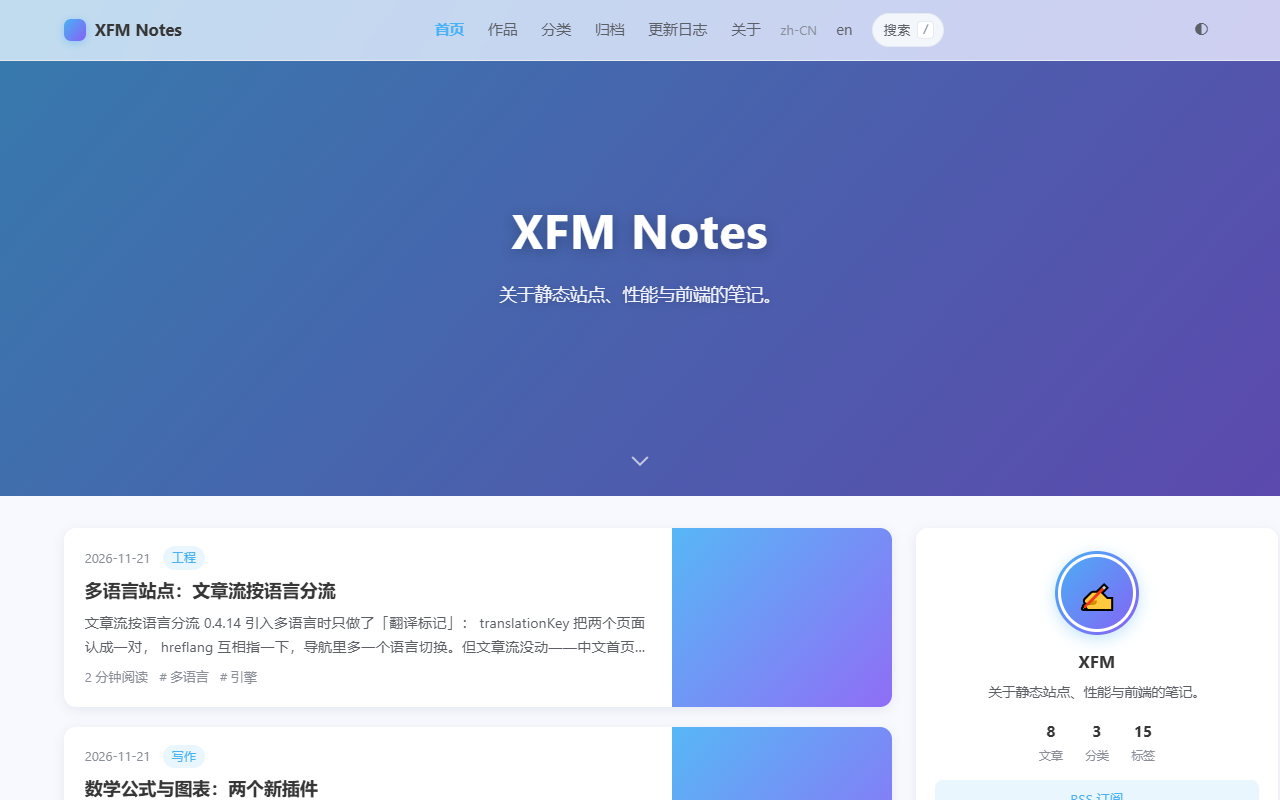 XFM Notes
首页 作品 分类 归档 更新日志 关于 zh-CN en 搜索 /
XFM Notes
关于静态站点、性能与前端的笔记。
2026-11-21 工程
多语言站点：文章流按语言分流
文章流按语言分流 0.4.14 引入多语言时只做了「翻译标记」： translationKey 把两个页面
认成一对， hreflang 互相指一下，导航里多一个语言切换。但文章流没动——中文首页...
2 分钟阅读 # 多语言 # 引擎
2026-11-21 写作
数学公式与图表：两个新插件
XFM
关于静态站点、性能与前端的笔记。
8 3 15
文章 分类 标签
RSS 订阅